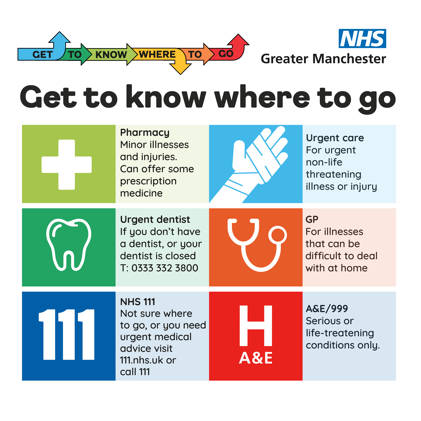 GET TO KNOW WHERE TO GO
NHS
Greater Manchester
Get to know where to go
Pharmacy
Minor illnesses
and injuries.
Can offer some
prescription
medicine
Urgent care
For urgent
non-life
threatening
illness or injury
Urgent dentist
If you don't have
a dentist, or your
dentist is closed
T: 0333 332 3800
GP
For illnesses
that can be
difficult to deal
with at home
111
NHS 111
Not sure where
to go, or you need
urgent medical
advice visit
111.nhs.uk or
call 111
H
A&E
A&E/999
Serious or
life-treatening
conditions only.